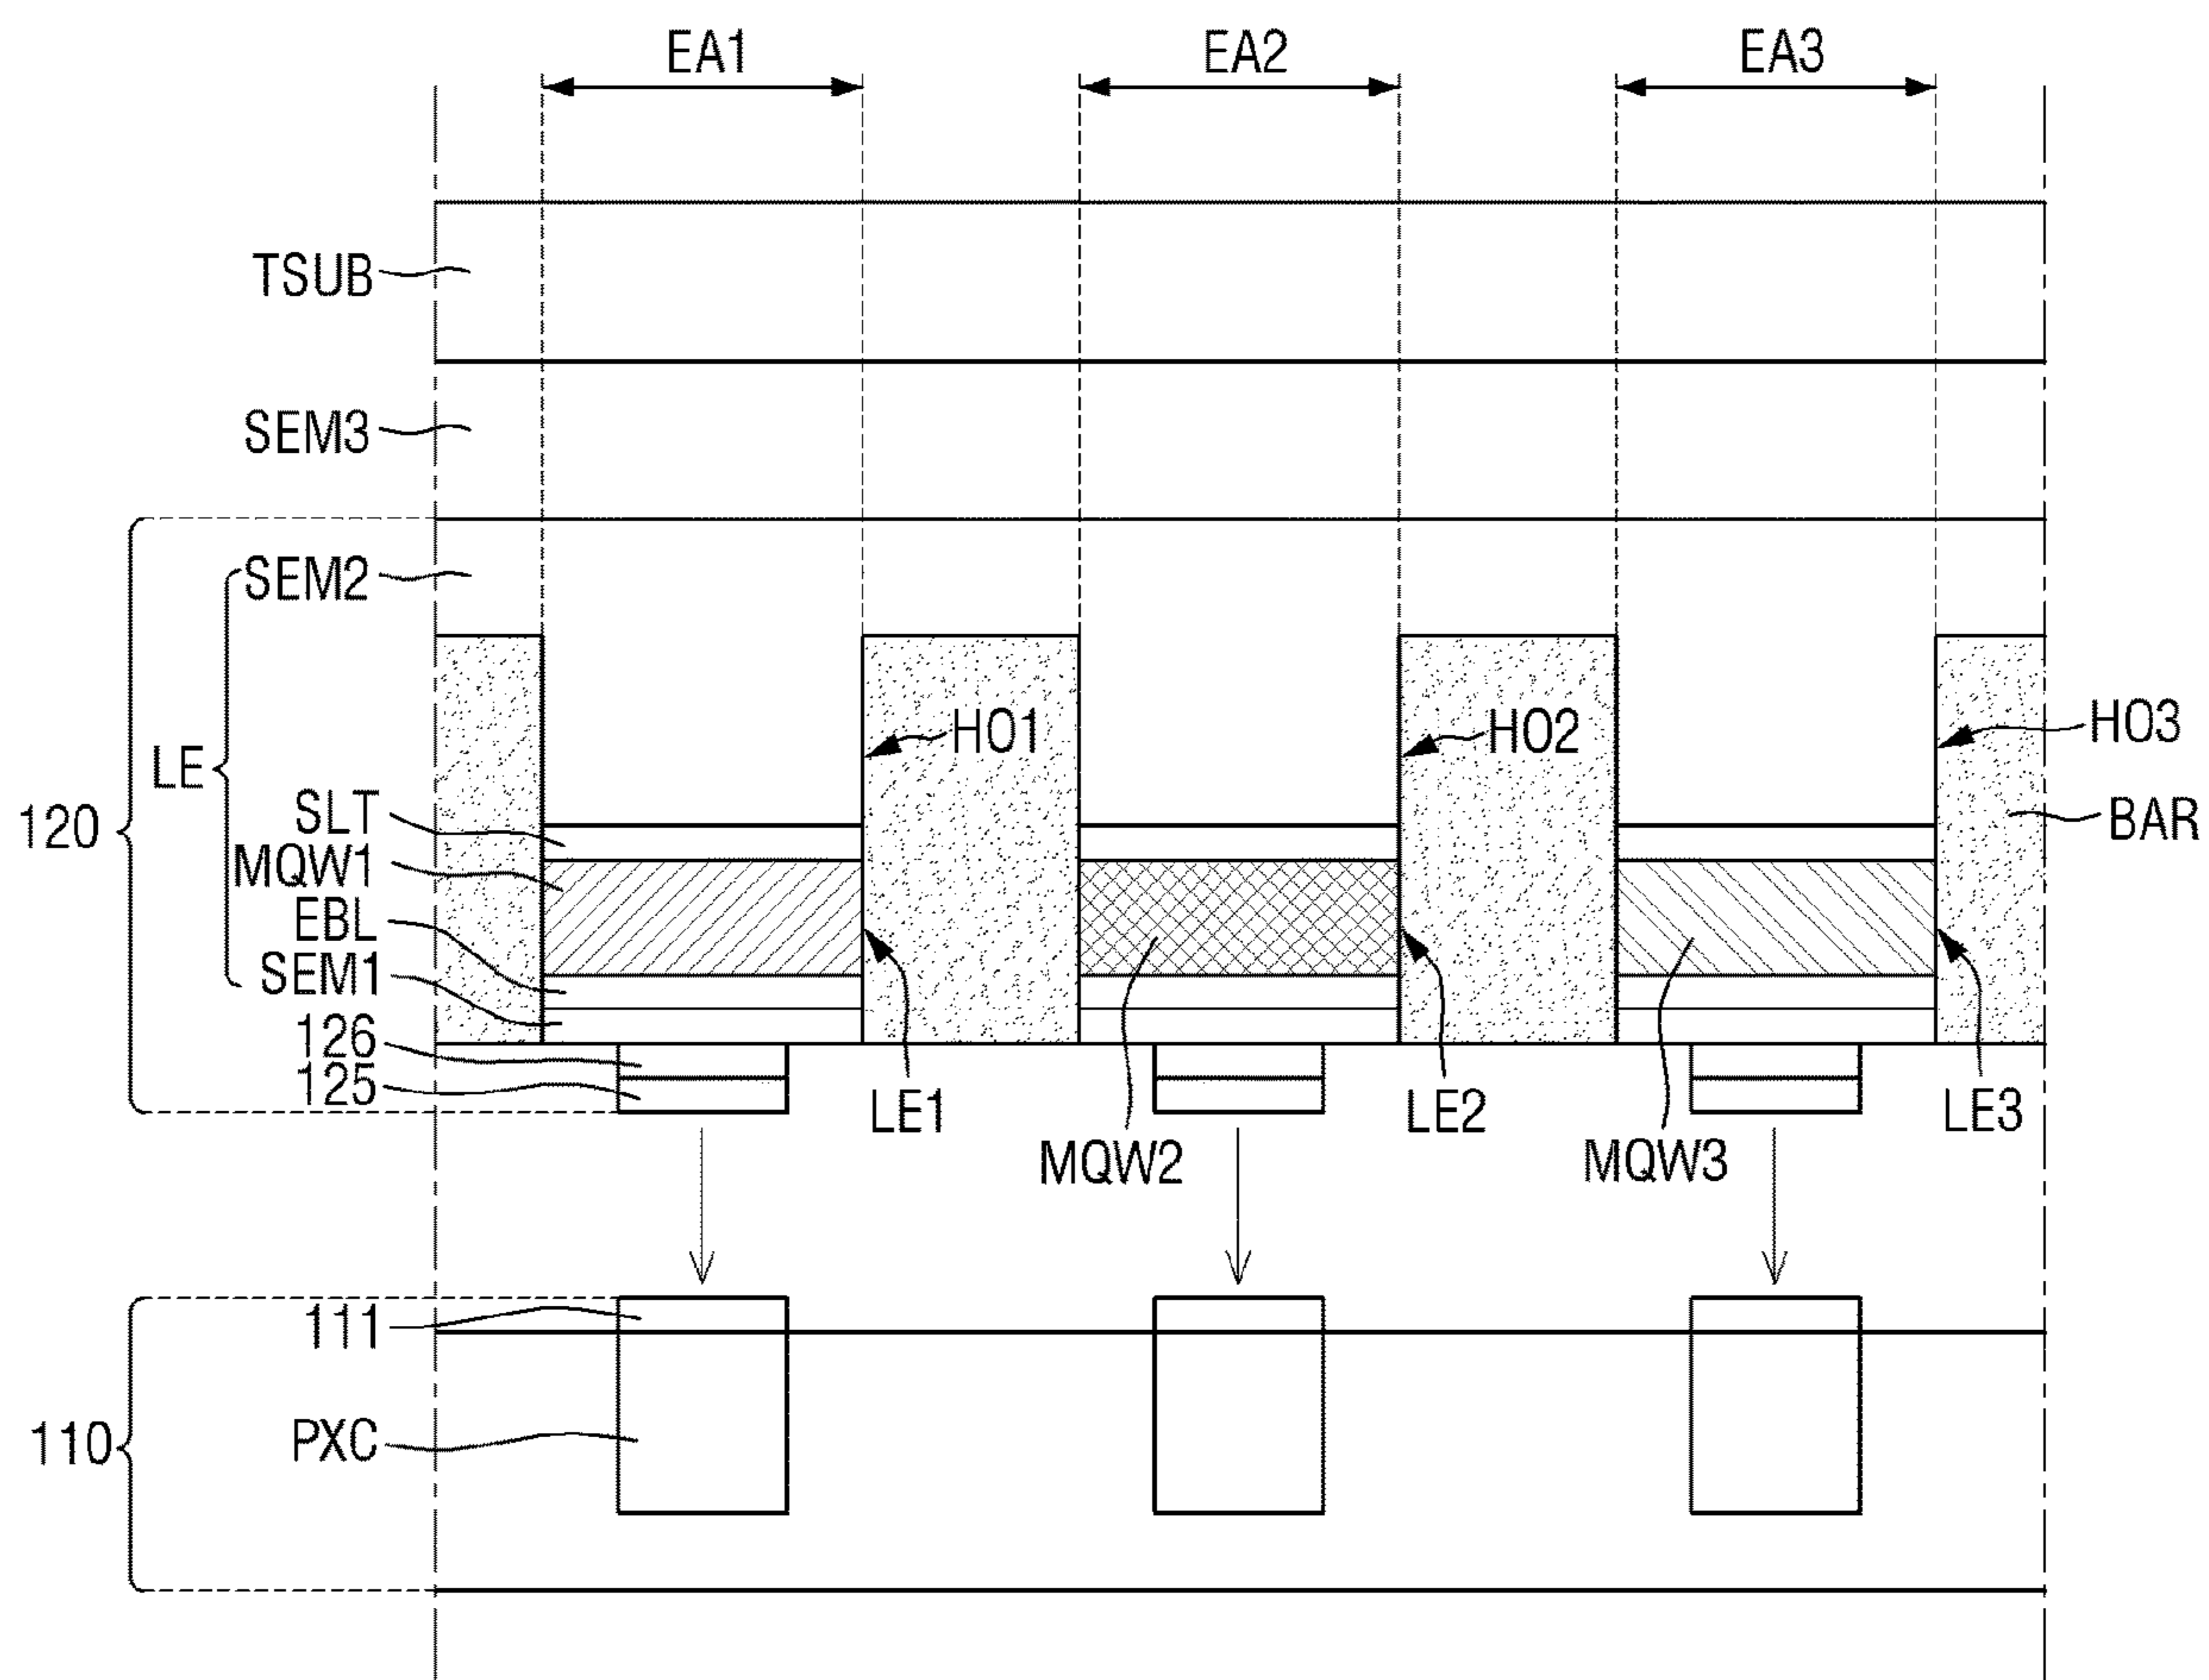 EA1 EA2 EA3
TSUB
SEM3
SEM2
LE
HO1 HO2 HO3
SLT
120
BAR
MQW1
EBL
SEM1
126
125
LE1 LE2 LE3
MQW2 MQW3
111
110
PXC